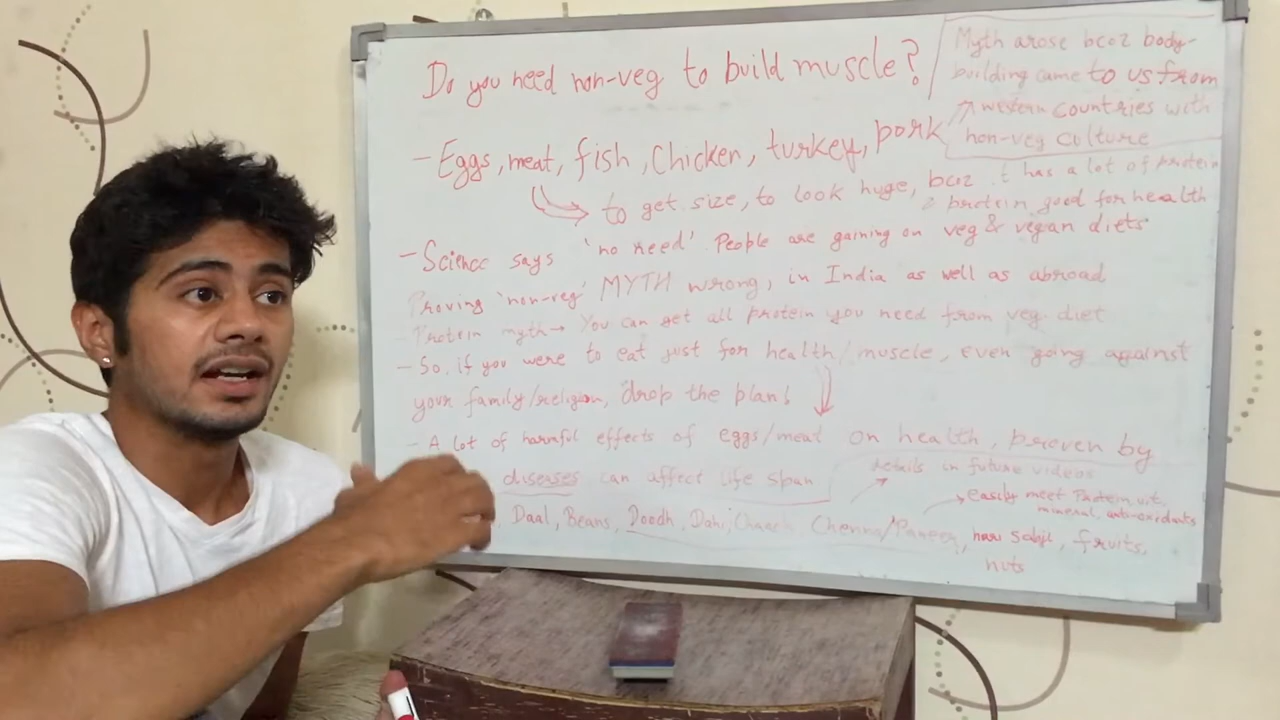 Do you need non-veg to build muscle?
Myth arose bcoz body-
building came to us from
western countries with
non-veg culture
- Eggs, meat, fish, Chicken, turkey, pork
to get size, to look huge, bcoz it has a lot of protein
& protein good for health
- Science says 'no need' People are gaining on veg & vegan diets
Proving 'non-veg' MYTH wrong, in India as well as abroad
Protein myth → You can get all protein you need from veg diet
- So, if you were to eat just for health/muscle, even going against
your family/religion, drop the plan!
- A lot of harmful effects of eggs/meat on health, proven by
diseases can affect life span
details in future videos
easily meet Protein, vit,
mineral, anti-oxidants
Daal, Beans, Doodh, Dahi, Chaach, Chenna/Paneer, hari sabji, fruits,
nuts